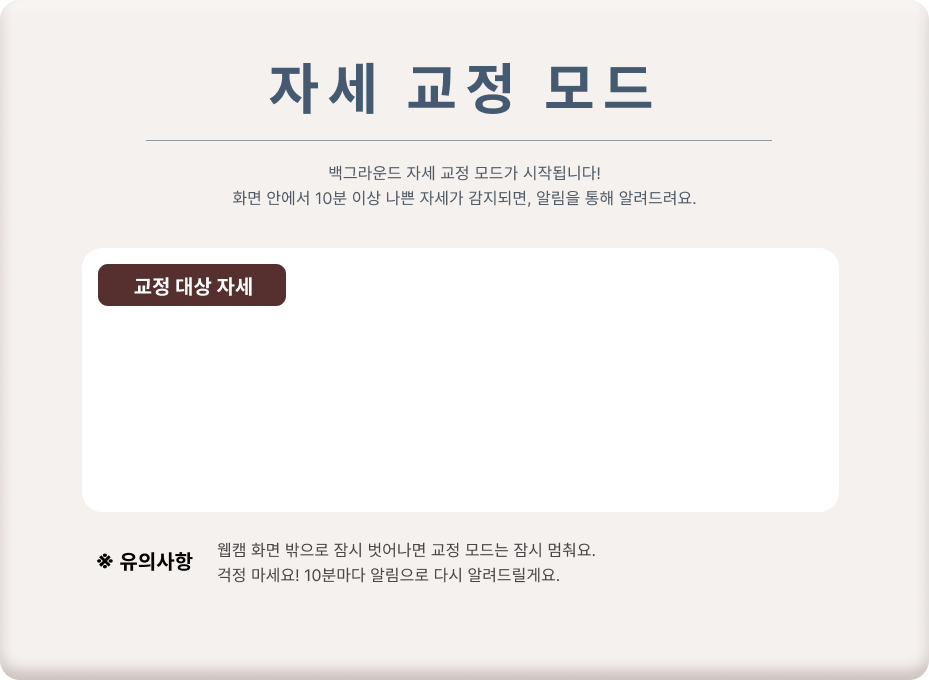 자세 교정 모드
백그라운드 자세 교정 모드가 시작됩니다!
화면 안에서 10분 이상 나쁜 자세가 감지되면, 알림을 통해 알려드려요.
교정 대상 자세
※ 유의사항
웹캠 화면 밖으로 잠시 벗어나면 교정 모드는 잠시 멈춰요.
걱정 마세요! 10분마다 알림으로 다시 알려드릴게요.